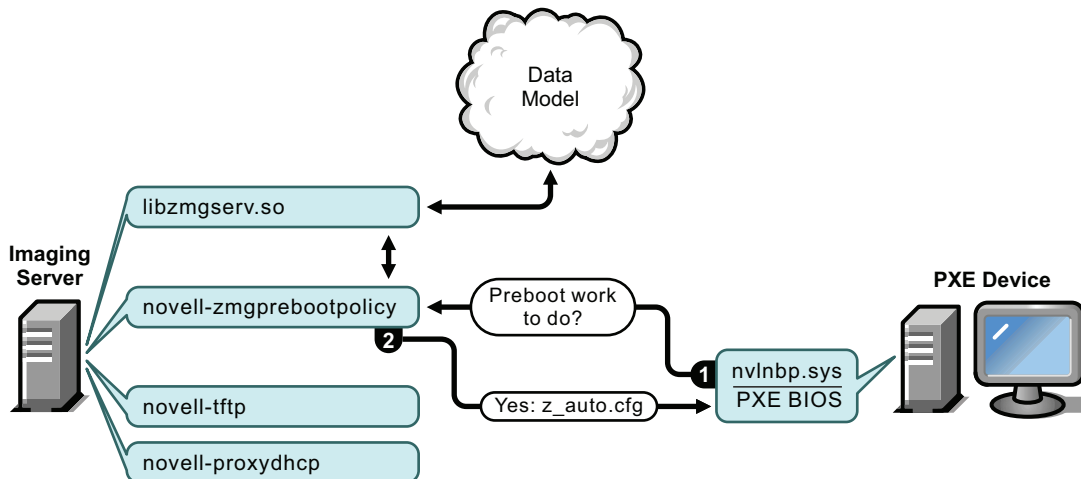 Data
Model
libzmgserv.so
Imaging
Server
novell-zmgprebootpolicy
Preboot work
to do?
PXE Device
2
1
nvlnbp.sys
PXE BIOS
novell-tftp
Yes: z_auto.cfg
novell-proxydhcp